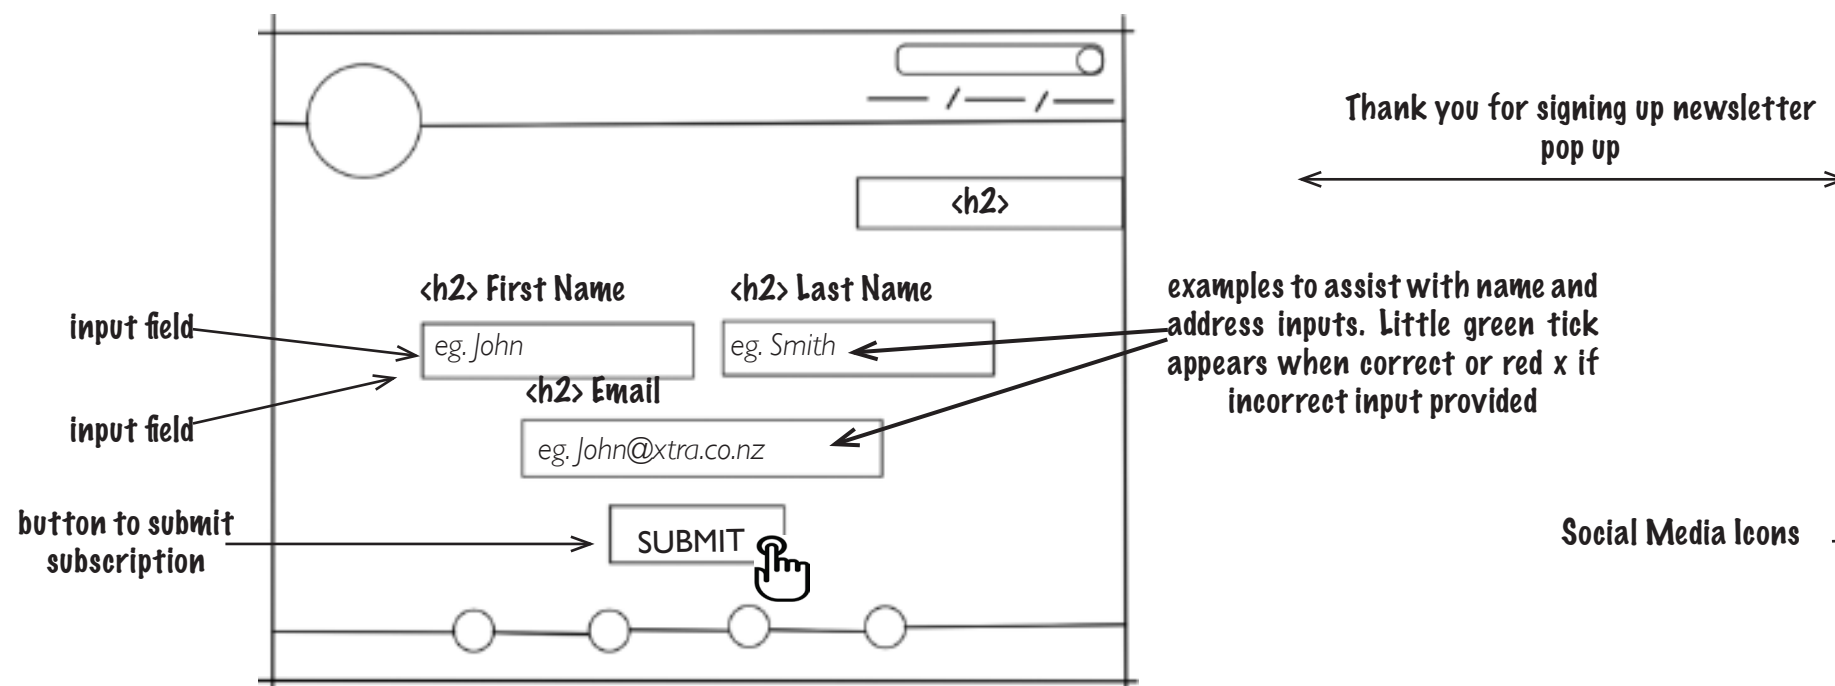 Thank you for signing up newsletter
pop up
<h2>
<h2> First Name
<h2> Last Name
input field
eg. John
eg. Smith
examples to assist with name and
address inputs. Little green tick
appears when correct or red x if
incorrect input provided
<h2> Email
input field
eg. John@xtra.co.nz
button to submit
subscription
SUBMIT
Social Media Icons